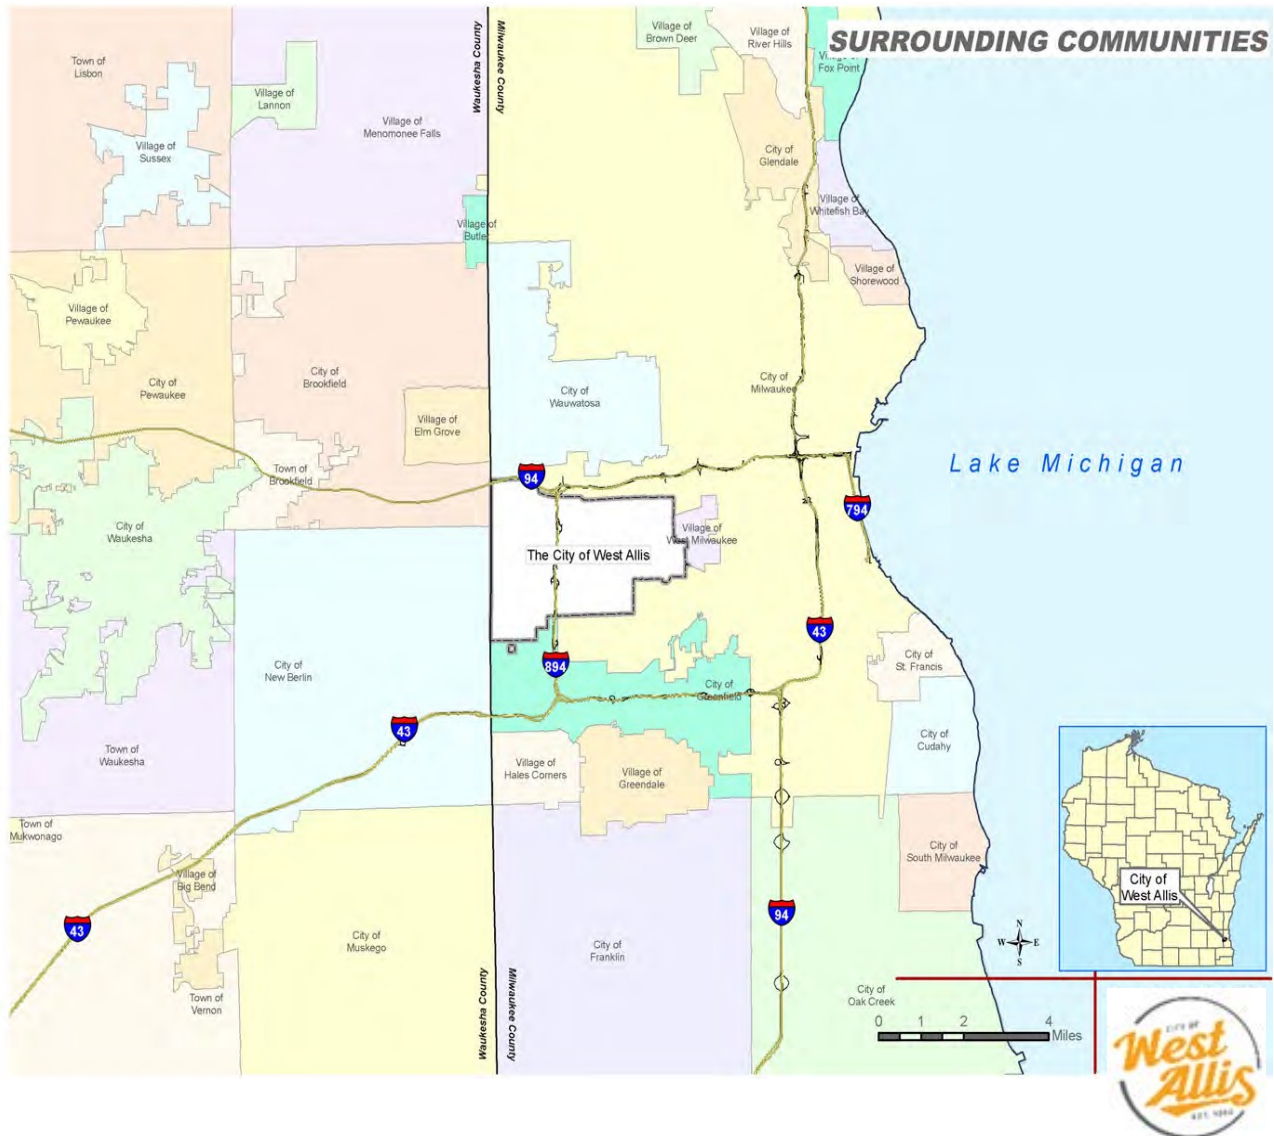 SURROUNDING COMMUNITIES
Waukesha County
Milwaukee County
Village of
Brown Deer
Village of
River Hills
Village of
Fox Point
Town of
Lisbon
Village of
Lannon
Village of
Menomonee Falls
Village of
Sussex
City of
Glendale
Village of
Whitefish Bay
Village of
Butler
Village of
Shorewood
Village of
Pewaukee
City of
Pewaukee
City of
Brookfield
Village of
Elm Grove
City of
Wauwatosa
City of
Milwaukee
Lake Michigan
Town of
Brookfield
94
794
City of
Waukesha
The City of West Allis
Village of
West Milwaukee
43
City of
New Berlin
894
City of
Greenfield
City of
St. Francis
43
Town of
Waukesha
Village of
Hales Corners
Village of
Greendale
City of
Cudahy
Town of
Mukwonago
Village of
Big Bend
City of
South Milwaukee
City of
West Allis
43
94
City of
Muskego
City of
Franklin
N
W E
S
Town of
Vernon
City of
Oak Creek
Waukesha County
Milwaukee County
0 1 2 4
Miles
CITY OF
West
Allis
EST. 1906